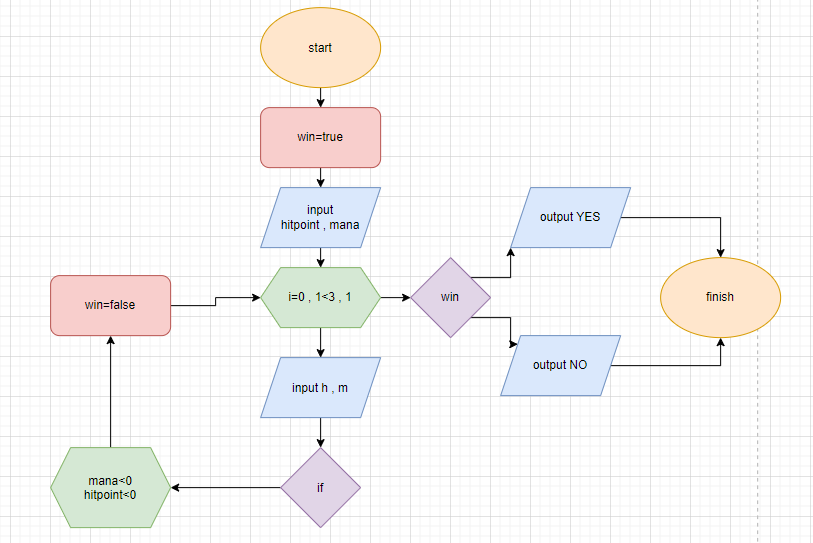 start
win=true
input
hitpoint , mana
output YES
win=false
i=0 , 1<3 , 1
win
finish
output NO
input h , m
mana<0
hitpoint<0
if